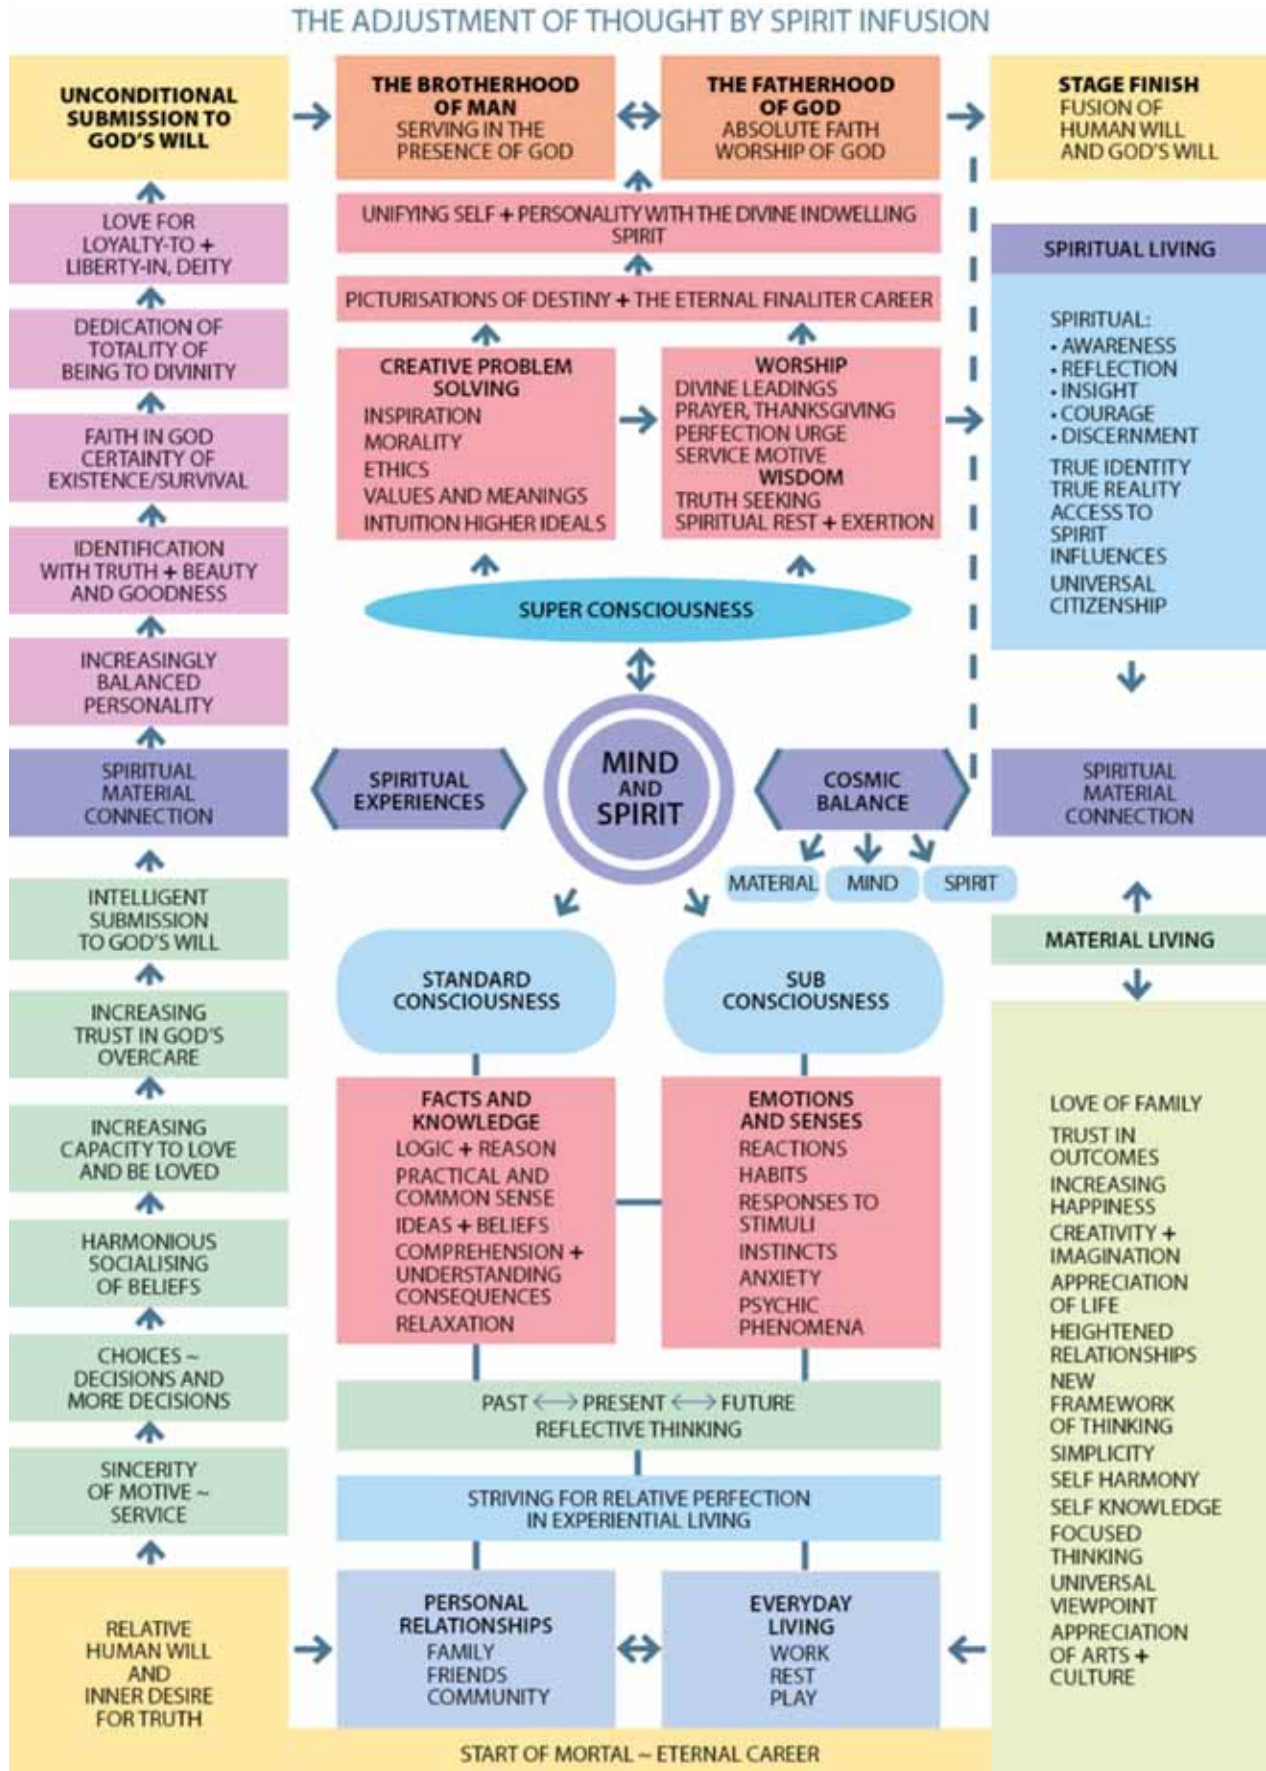 THE ADJUSTMENT OF THOUGHT BY SPIRIT INFUSION
UNCONDITIONAL
SUBMISSION TO
GOD'S WILL
LOVE FOR
LOYALTY-TO +
LIBERTY-IN, DEITY
DEDICATION OF
TOTALITY OF
BEING TO DIVINITY
FAITH IN GOD
CERTAINTY OF
EXISTENCE/SURVIVAL
IDENTIFICATION
WITH TRUTH + BEAUTY
AND GOODNESS
INCREASINGLY
BALANCED
PERSONALITY
SPIRITUAL
MATERIAL
CONNECTION
INTELLIGENT
SUBMISSION
TO GOD'S WILL
INCREASING
TRUST IN GOD'S
OVERCARE
INCREASING
CAPACITY TO LOVE
AND BE LOVED
HARMONIOUS
SOCIALISING
OF BELIEFS
CHOICES ~
DECISIONS AND
MORE DECISIONS
SINCERITY
OF MOTIVE ~
SERVICE
RELATIVE
HUMAN WILL
AND
INNER DESIRE
FOR TRUTH
THE BROTHERHOOD
OF MAN
SERVING IN THE
PRESENCE OF GOD
THE FATHERHOOD
OF GOD
ABSOLUTE FAITH
WORSHIP OF GOD
UNIFYING SELF + PERSONALITY WITH THE DIVINE INDWELLING
SPIRIT
PICTURISATIONS OF DESTINY + THE ETERNAL FINALITER CAREER
CREATIVE PROBLEM
SOLVING
INSPIRATION
MORALITY
ETHICS
VALUES AND MEANINGS
INTUITION HIGHER IDEALS
WORSHIP
DIVINE LEADINGS
PRAYER, THANKSGIVING
PERFECTION URGE
SERVICE MOTIVE
WISDOM
TRUTH SEEKING
SPIRITUAL REST + EXERTION
SUPER CONSCIOUSNESS
SPIRITUAL
EXPERIENCES
MIND
AND
SPIRIT
COSMIC
BALANCE
MATERIAL
MIND
SPIRIT
STANDARD
CONSCIOUSNESS
SUB
CONSCIOUSNESS
FACTS AND
KNOWLEDGE
LOGIC + REASON
PRACTICAL AND
COMMON SENSE
IDEAS + BELIEFS
COMPREHENSION +
UNDERSTANDING
CONSEQUENCES
RELAXATION
EMOTIONS
AND SENSES
REACTIONS
HABITS
RESPONSES TO
STIMULI
INSTINCTS
ANXIETY
PSYCHIC
PHENOMENA
PAST ⟷ PRESENT ⟷ FUTURE
REFLECTIVE THINKING
STRIVING FOR RELATIVE PERFECTION
IN EXPERIENTIAL LIVING
PERSONAL
RELATIONSHIPS
FAMILY
FRIENDS
COMMUNITY
EVERYDAY
LIVING
WORK
REST
PLAY
START OF MORTAL ~ ETERNAL CAREER
STAGE FINISH
FUSION OF
HUMAN WILL
AND GOD'S WILL
SPIRITUAL LIVING
SPIRITUAL:
• AWARENESS
• REFLECTION
• INSIGHT
• COURAGE
• DISCERNMENT
TRUE IDENTITY
TRUE REALITY
ACCESS TO
SPIRIT
INFLUENCES
UNIVERSAL
CITIZENSHIP
SPIRITUAL
MATERIAL
CONNECTION
MATERIAL LIVING
LOVE OF FAMILY
TRUST IN
OUTCOMES
INCREASING
HAPPINESS
CREATIVITY +
IMAGINATION
APPRECIATION
OF LIFE
HEIGHTENED
RELATIONSHIPS
NEW
FRAMEWORK
OF THINKING
SIMPLICITY
SELF HARMONY
SELF KNOWLEDGE
FOCUSED
THINKING
UNIVERSAL
VIEWPOINT
APPRECIATION
OF ARTS +
CULTURE